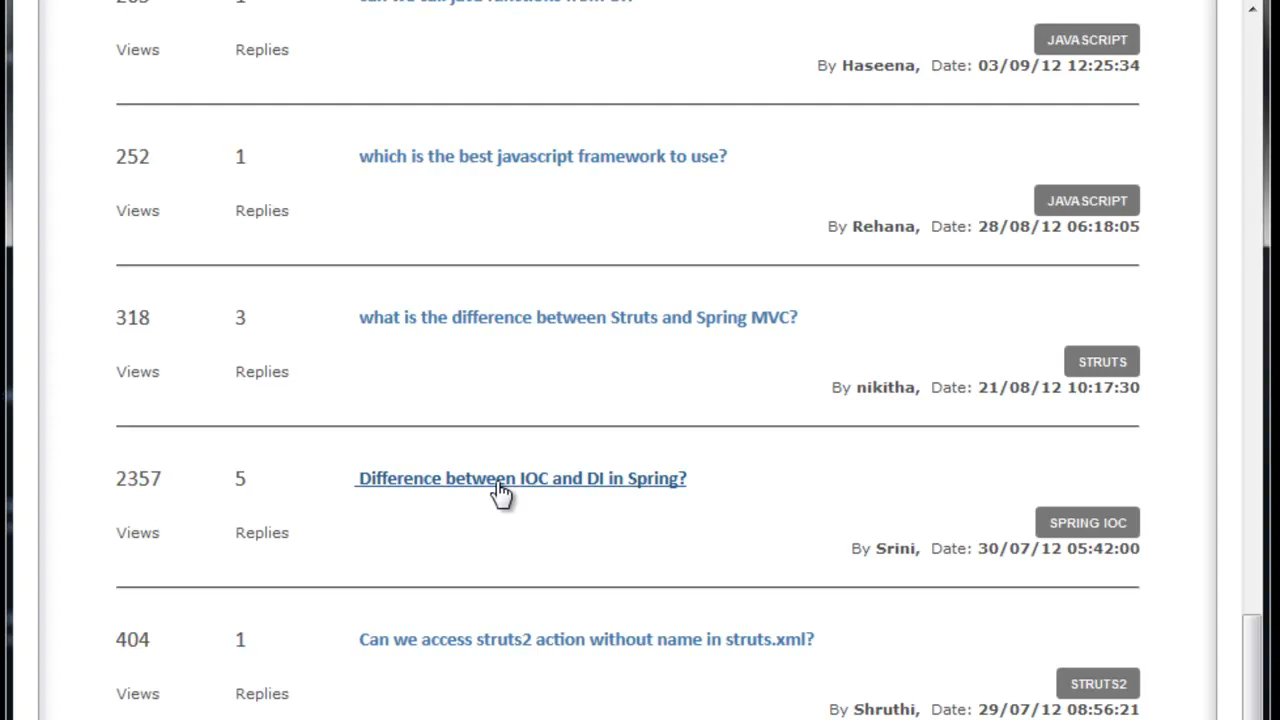 Views Replies
JAVASCRIPT
By Haseena, Date: 03/09/12 12:25:34
252 1 which is the best javascript framework to use?
Views Replies
JAVASCRIPT
By Rehana, Date: 28/08/12 06:18:05
318 3 what is the difference between Struts and Spring MVC?
Views Replies
STRUTS
By nikitha, Date: 21/08/12 10:17:30
2357 5 Difference between IOC and DI in Spring?
Views Replies
SPRING IOC
By Srini, Date: 30/07/12 05:42:00
404 1 Can we access struts2 action without name in struts.xml?
Views Replies
STRUTS2
By Shruthi, Date: 29/07/12 08:56:21